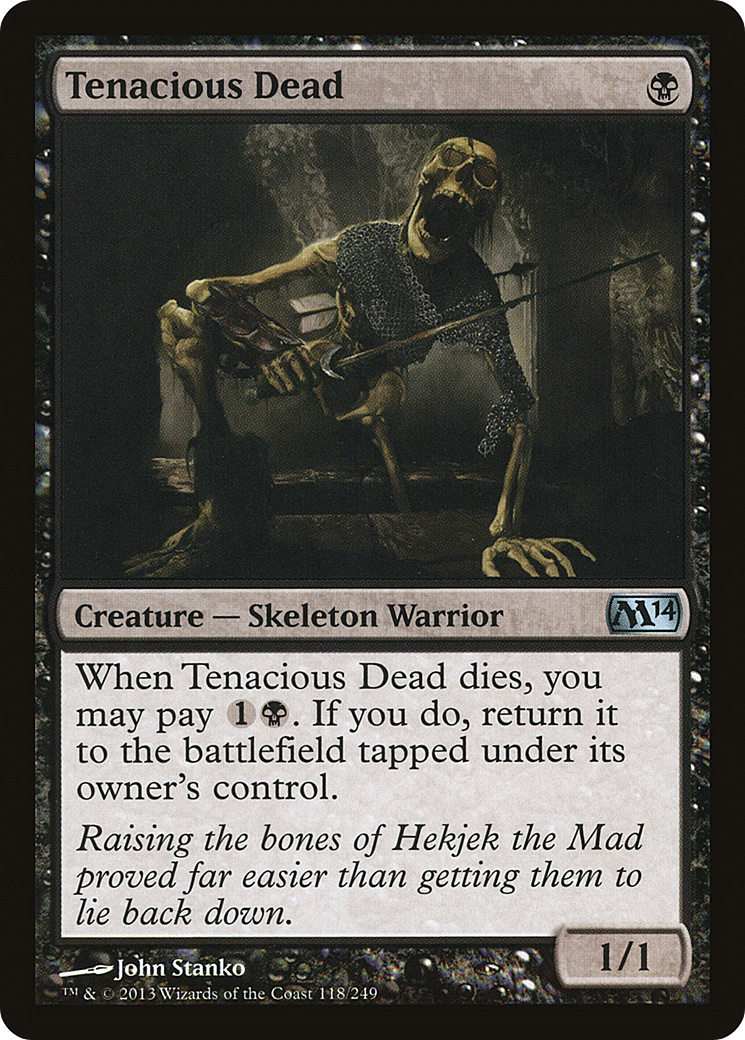 Tenacious Dead
Creature — Skeleton Warrior
M14
When Tenacious Dead dies, you
may pay 1. If you do, return it
to the battlefield tapped under its
owner's control.
Raising the bones of Hekjek the Mad
proved far easier than getting them to
lie back down.
1/1
John Stanko
™ & © 2013 Wizards of the Coast 118/249